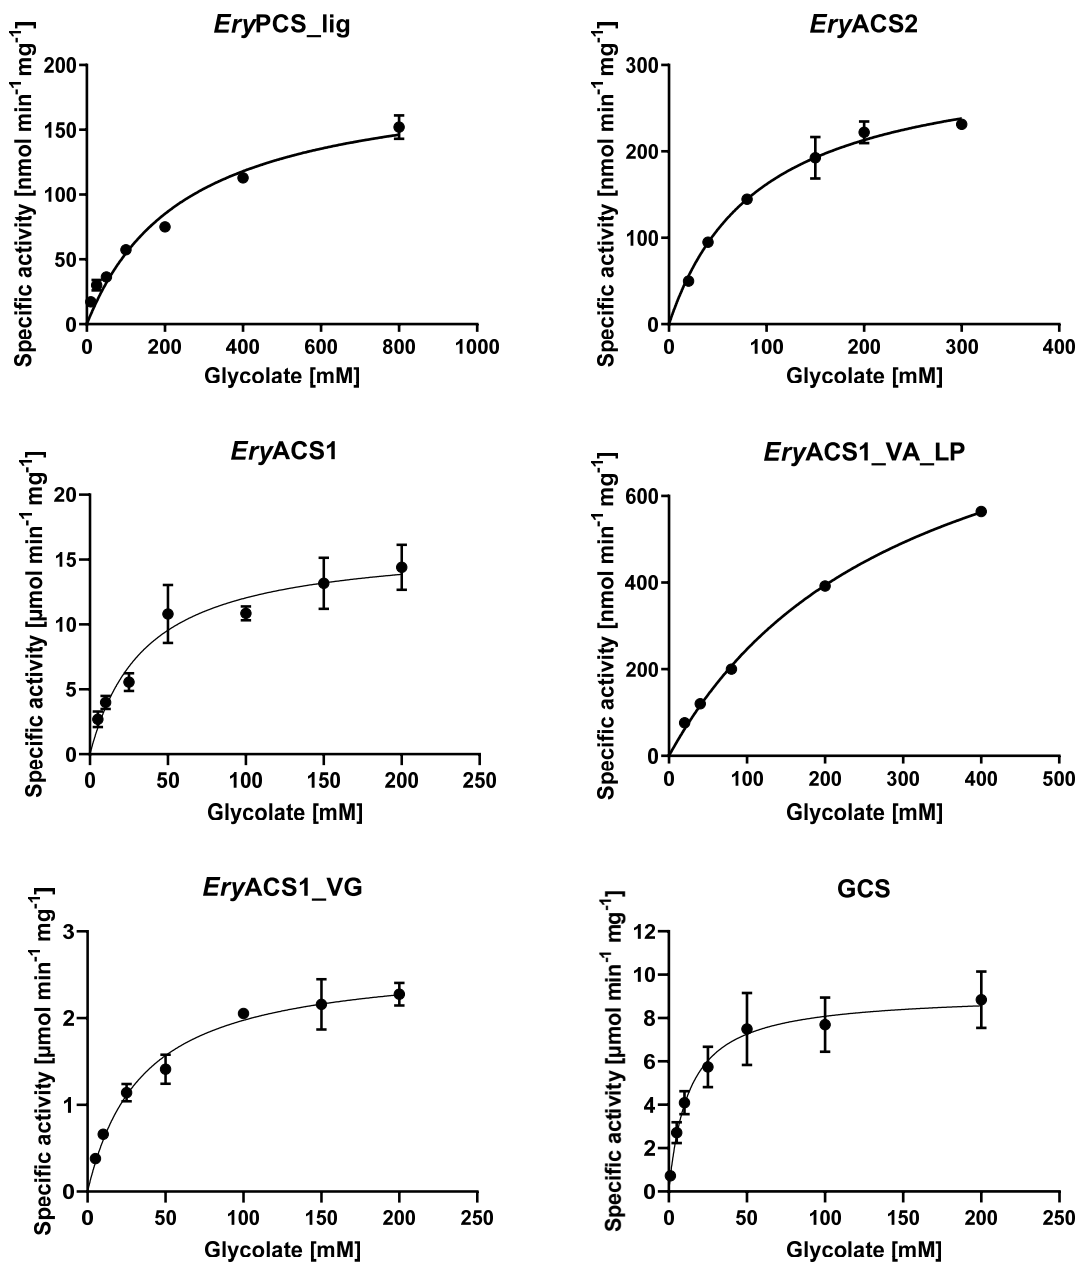 EryPCS_lig
Specific activity [nmol min⁻¹ mg⁻¹]
200
150
100
50
0
0 200 400 600 800 1000
Glycolate [mM]
EryACS2
Specific activity [nmol min⁻¹ mg⁻¹]
300
200
100
0
0 100 200 300 400
Glycolate [mM]
EryACS1
Specific activity [µmol min⁻¹ mg⁻¹]
20
15
10
5
0
0 50 100 150 200 250
Glycolate [mM]
EryACS1_VA_LP
Specific activity [nmol min⁻¹ mg⁻¹]
600
400
200
0
0 100 200 300 400 500
Glycolate [mM]
EryACS1_VG
Specific activity [µmol min⁻¹ mg⁻¹]
3
2
1
0
0 50 100 150 200 250
Glycolate [mM]
GCS
Specific activity [µmol min⁻¹ mg⁻¹]
12
10
8
6
4
2
0
0 50 100 150 200 250
Glycolate [mM]